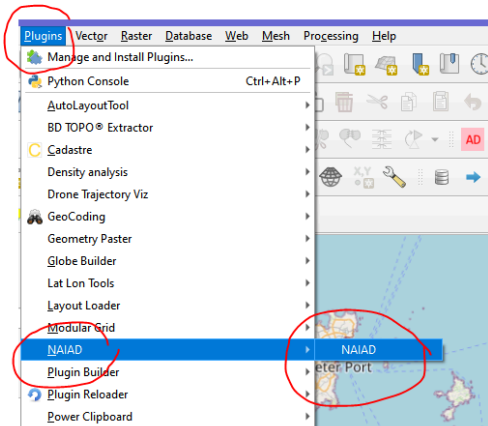 Plugins Vector Raster Database Web Mesh Processing Help
Manage and Install Plugins...
Python Console Ctrl+Alt+P
AutoLayoutTool
BD TOPO® Extractor
Cadastre
Density analysis
Drone Trajectory Viz
GeoCoding
Geometry Paster
Globe Builder
Lat Lon Tools
Layout Loader
Modular Grid
NAIAD NAIAD
Plugin Builder eter Port
Plugin Reloader
Power Clipboard
AD
X,Y